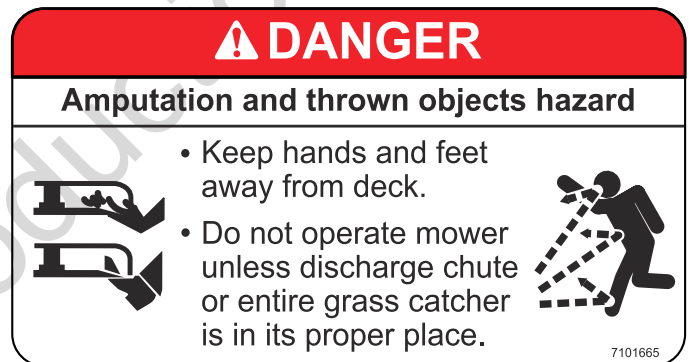 DANGER
Amputation and thrown objects hazard
• Keep hands and feet
away from deck.
• Do not operate mower
unless discharge chute
or entire grass catcher
is in its proper place.
7101665